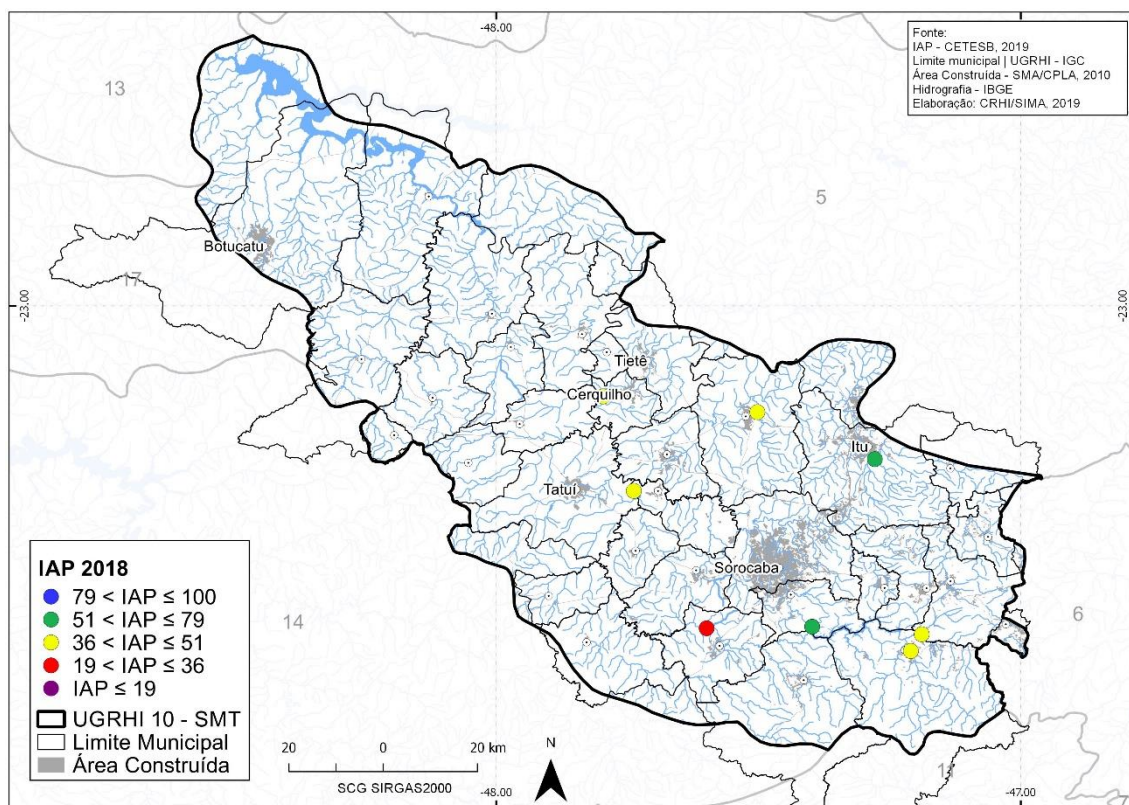 -48.00
-47.00
Fonte:
IAP - CETESB, 2019
Limite municipal | UGRHI - IGC
Área Construída - SMA/CPLA, 2010
Hidrografia - IBGE
Elaboração: CRHI/SIMA, 2019
13
5
Botucatu
17
-23.00
-23.00
Tietê
Cerquilho
Itu
Tatuí
Sorocaba
14
6
IAP 2018
79 < IAP ≤ 100
51 < IAP ≤ 79
36 < IAP ≤ 51
19 < IAP ≤ 36
IAP ≤ 19
UGRHI 10 - SMT
Limite Municipal
Área Construída
20 0 20 km
N
SCG SIRGAS2000
11
-48.00
-47.00